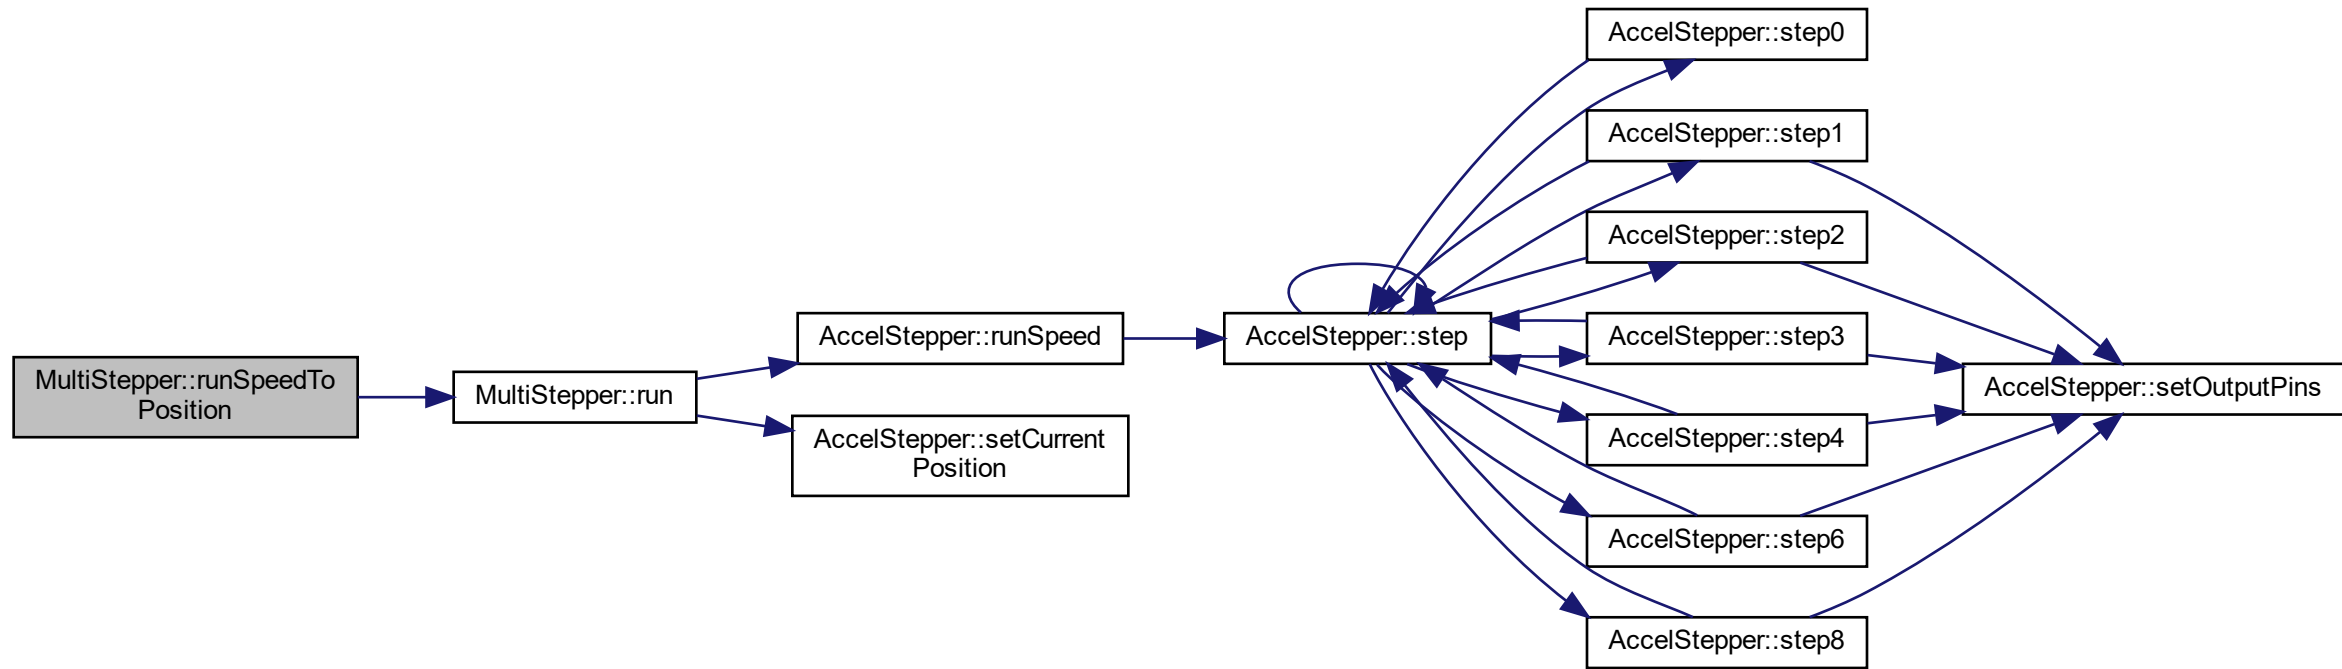 MultiStepper::runSpeedTo
Position
MultiStepper::run
AccelStepper::runSpeed
AccelStepper::setCurrent
Position
AccelStepper::step
AccelStepper::step0
AccelStepper::step1
AccelStepper::step2
AccelStepper::step3
AccelStepper::step4
AccelStepper::step6
AccelStepper::step8
AccelStepper::setOutputPins